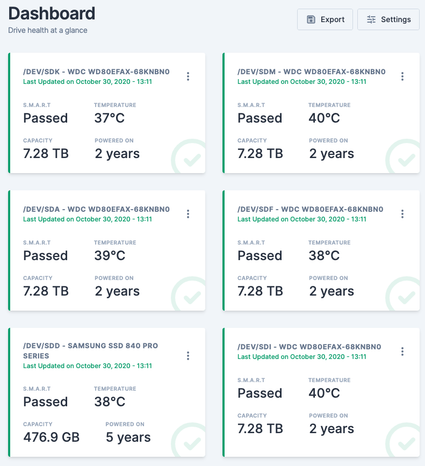 Dashboard
Drive health at a glance
Export
Settings
/DEV/SDK - WDC WD80EFAX-68KNBN0
Last Updated on October 30, 2020 - 13:11
S.M.A.R.T TEMPERATURE
Passed 37°C
CAPACITY POWERED ON
7.28 TB 2 years
/DEV/SDM - WDC WD80EFAX-68KNBN0
Last Updated on October 30, 2020 - 13:11
S.M.A.R.T TEMPERATURE
Passed 40°C
CAPACITY POWERED ON
7.28 TB 2 years
/DEV/SDA - WDC WD80EFAX-68KNBN0
Last Updated on October 30, 2020 - 13:11
S.M.A.R.T TEMPERATURE
Passed 39°C
CAPACITY POWERED ON
7.28 TB 2 years
/DEV/SDF - WDC WD80EFAX-68KNBN0
Last Updated on October 30, 2020 - 13:11
S.M.A.R.T TEMPERATURE
Passed 38°C
CAPACITY POWERED ON
7.28 TB 2 years
/DEV/SDD - SAMSUNG SSD 840 PRO
SERIES
Last Updated on October 30, 2020 - 13:11
S.M.A.R.T TEMPERATURE
Passed 38°C
CAPACITY POWERED ON
476.9 GB 5 years
/DEV/SDI - WDC WD80EFAX-68KNBN0
Last Updated on October 30, 2020 - 13:11
S.M.A.R.T TEMPERATURE
Passed 40°C
CAPACITY POWERED ON
7.28 TB 2 years